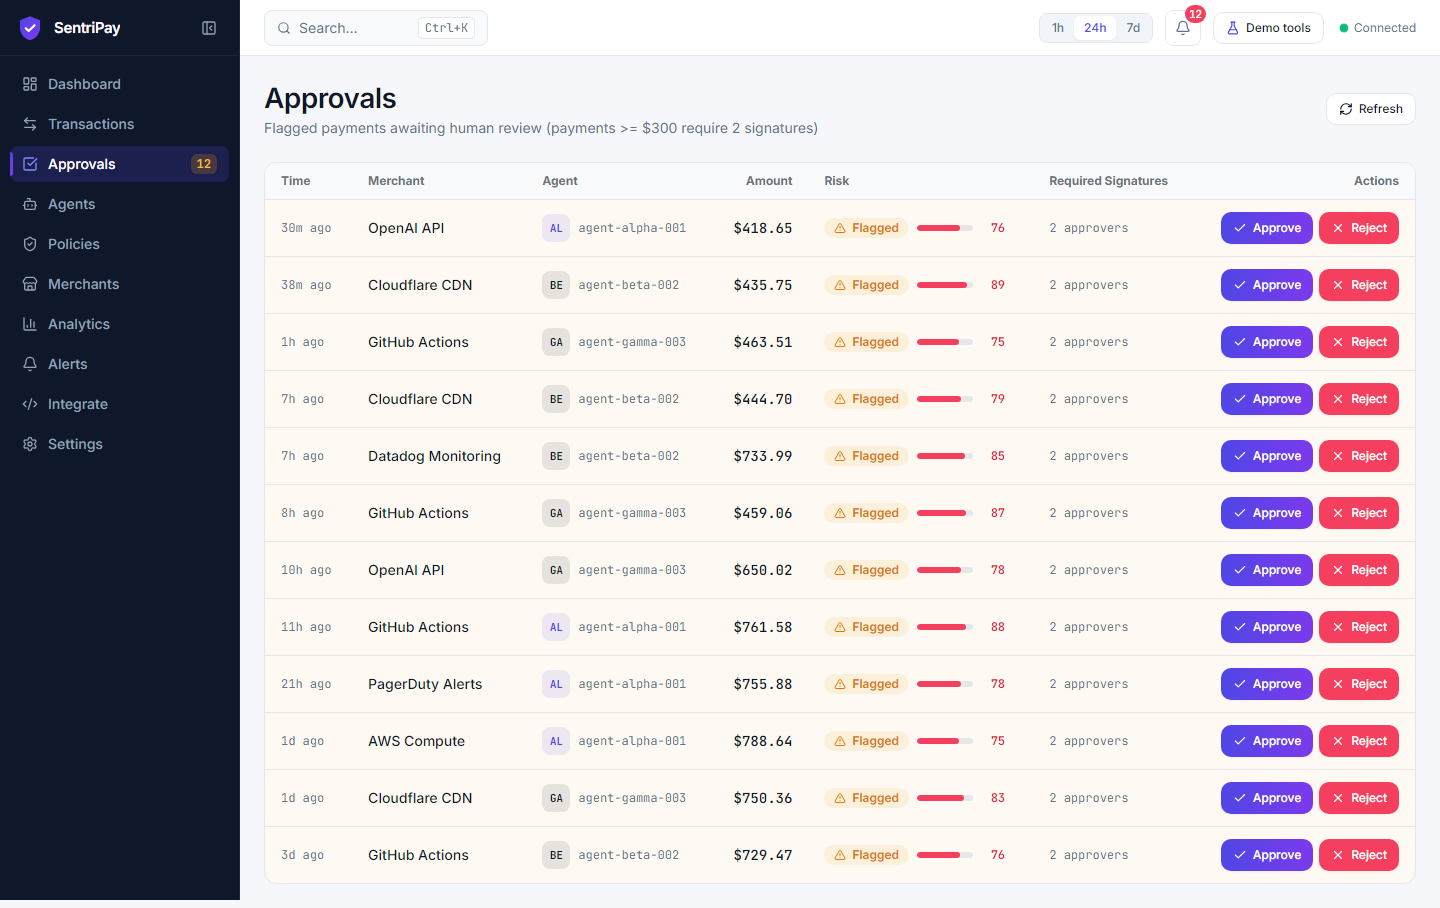 SentriPay
Search...
Ctrl+K
1h
24h
7d
12
Demo tools
Connected
Dashboard
Transactions
Approvals
12
Agents
Policies
Merchants
Analytics
Alerts
Integrate
Settings
Approvals
Flagged payments awaiting human review (payments >= $300 require 2 signatures)
Refresh
Time Merchant Agent Amount Risk Required Signatures Actions
30m ago OpenAI API AL agent-alpha-001 $418.65 Flagged 76 2 approvers Approve Reject
38m ago Cloudflare CDN BE agent-beta-002 $435.75 Flagged 89 2 approvers Approve Reject
1h ago GitHub Actions GA agent-gamma-003 $463.51 Flagged 75 2 approvers Approve Reject
7h ago Cloudflare CDN BE agent-beta-002 $444.70 Flagged 79 2 approvers Approve Reject
7h ago Datadog Monitoring BE agent-beta-002 $733.99 Flagged 85 2 approvers Approve Reject
8h ago GitHub Actions GA agent-gamma-003 $459.06 Flagged 87 2 approvers Approve Reject
10h ago OpenAI API GA agent-gamma-003 $650.02 Flagged 78 2 approvers Approve Reject
11h ago GitHub Actions AL agent-alpha-001 $761.58 Flagged 88 2 approvers Approve Reject
21h ago PagerDuty Alerts AL agent-alpha-001 $755.88 Flagged 78 2 approvers Approve Reject
1d ago AWS Compute AL agent-alpha-001 $788.64 Flagged 75 2 approvers Approve Reject
1d ago Cloudflare CDN GA agent-gamma-003 $750.36 Flagged 83 2 approvers Approve Reject
3d ago GitHub Actions BE agent-beta-002 $729.47 Flagged 76 2 approvers Approve Reject